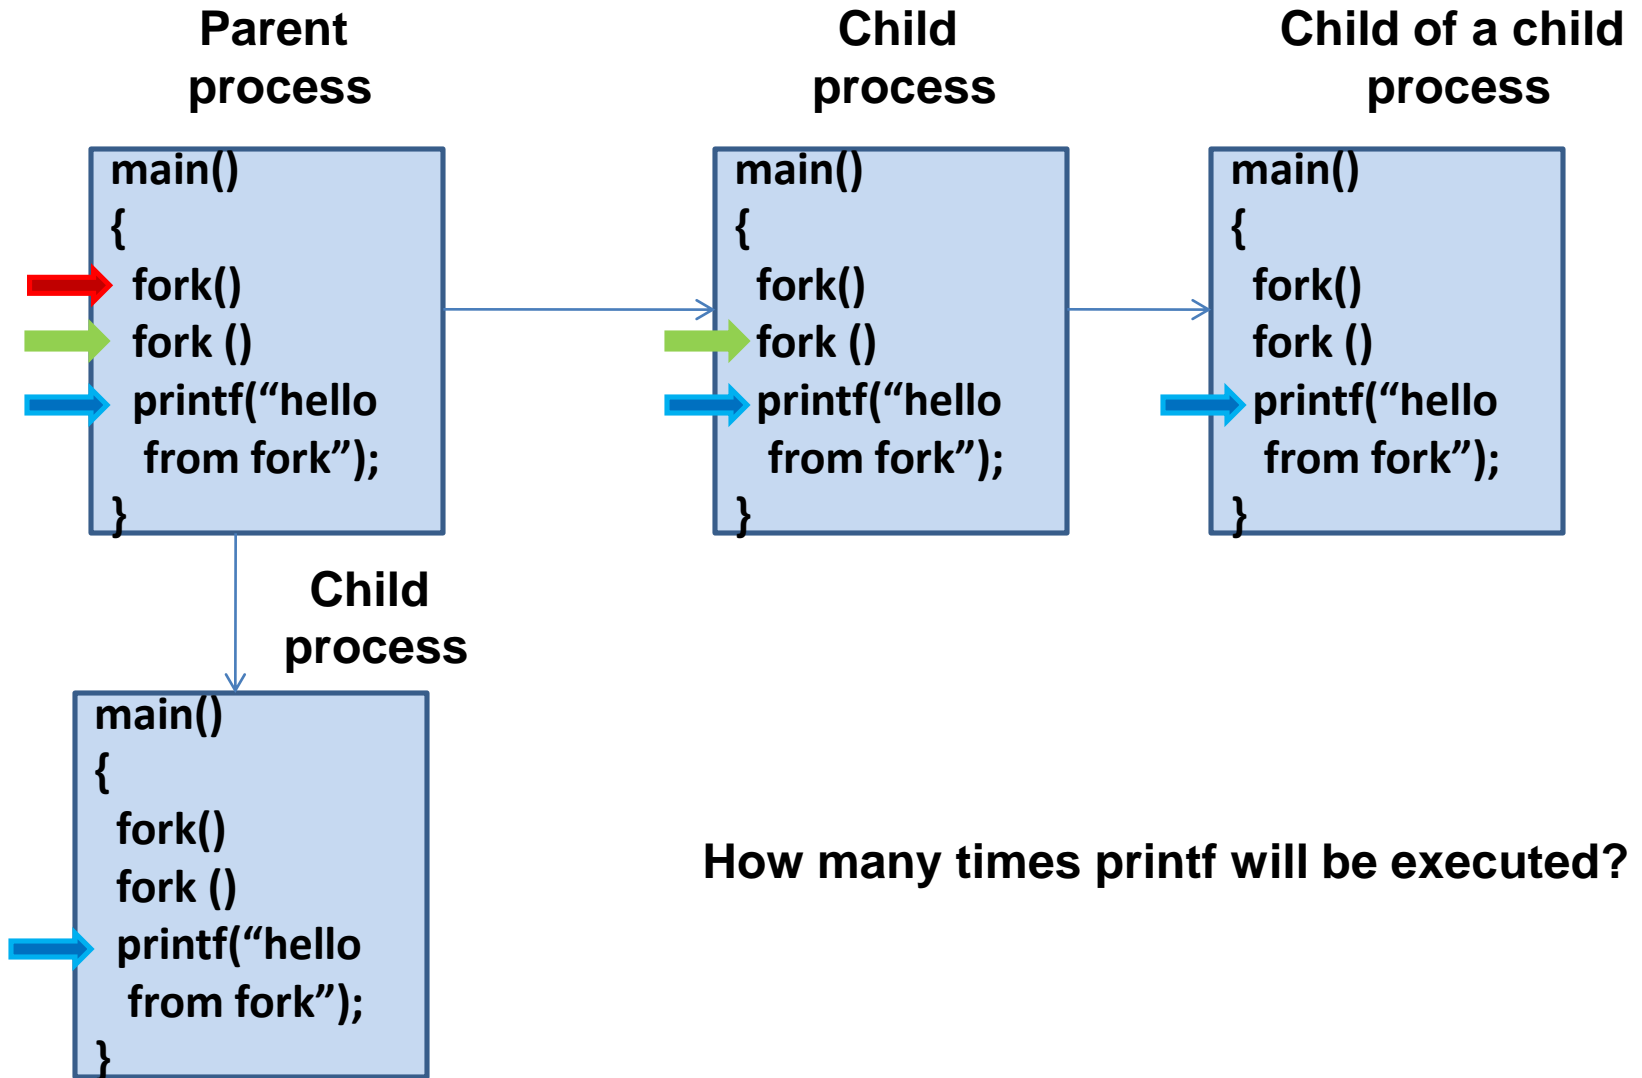 Parent
process
main()
{
fork()
fork ()
printf(“hello
from fork”);
}
Child
process
main()
{
fork()
fork ()
printf(“hello
from fork”);
}
Child of a child
process
main()
{
fork()
fork ()
printf(“hello
from fork”);
}
Child
process
main()
{
fork()
fork ()
printf(“hello
from fork”);
}
How many times printf will be executed?